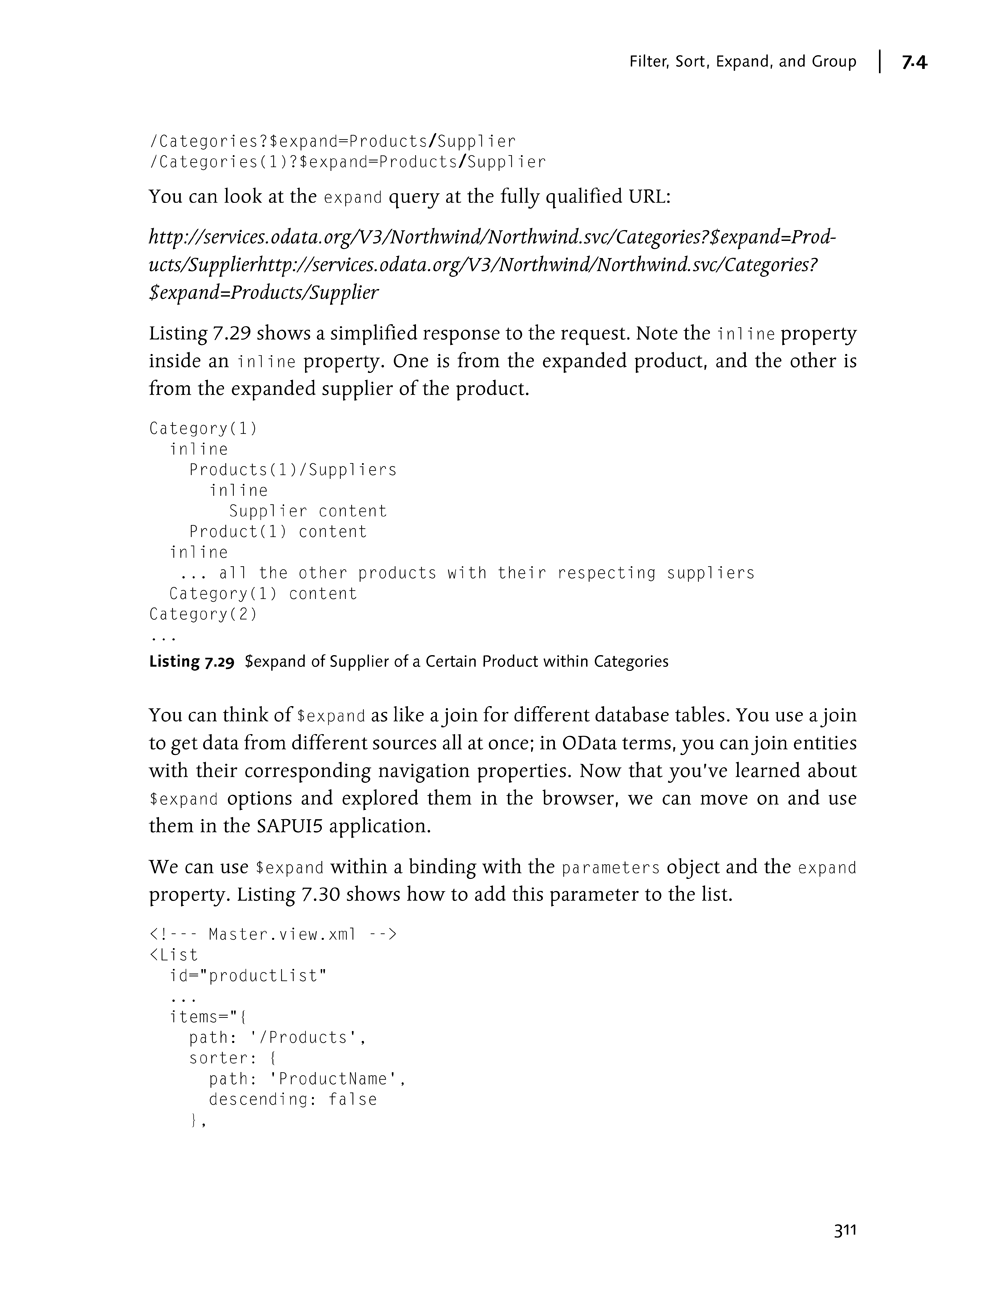 Filter, Sort, Expand, and Group | 7.4
/Categories?$expand=Products/Supplier
/Categories(1)?$expand=Products/Supplier
You can look at the expand query at the fully qualified URL:
http://services.odata.org/V3/Northwind/Northwind.svc/Categories?$expand=Prod-
ucts/Supplierhttp://services.odata.org/V3/Northwind/Northwind.svc/Categories?
$expand=Products/Supplier
Listing 7.29 shows a simplified response to the request. Note the inline property
inside an inline property. One is from the expanded product, and the other is
from the expanded supplier of the product.
Category(1)
  inline
    Products(1)/Suppliers
      inline
        Supplier content
    Product(1) content
  inline
   ... all the other products with their respecting suppliers
  Category(1) content
Category(2)
...
Listing 7.29 $expand of Supplier of a Certain Product within Categories
You can think of $expand as like a join for different database tables. You use a join
to get data from different sources all at once; in OData terms, you can join entities
with their corresponding navigation properties. Now that you've learned about
$expand options and explored them in the browser, we can move on and use
them in the SAPUI5 application.
We can use $expand within a binding with the parameters object and the expand
property. Listing 7.30 shows how to add this parameter to the list.
<!--- Master.view.xml -->
<List
  id="productList"
  ...
  items="{
    path: '/Products',
    sorter: {
      path: 'ProductName',
      descending: false
    },
311